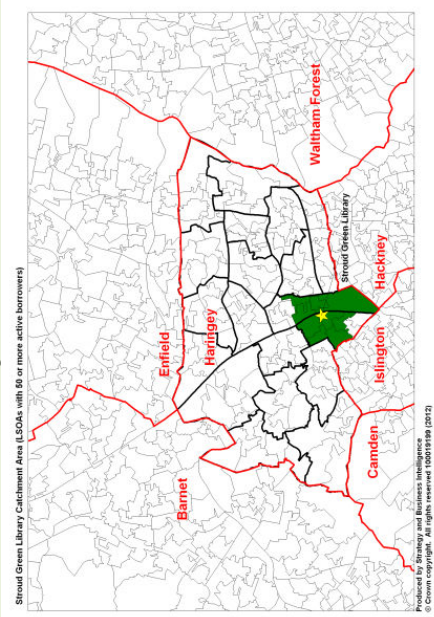 Stroud Green Library Catchment Area (LSOAs with 50 or more active borrowers)
Enfield
Barnet
Haringey
Waltham Forest
Stroud Green Library
Camden
Islington
Hackney
Produced by Strategy and Business Intelligence
© Crown copyright. All rights reserved 100019199 (2012)